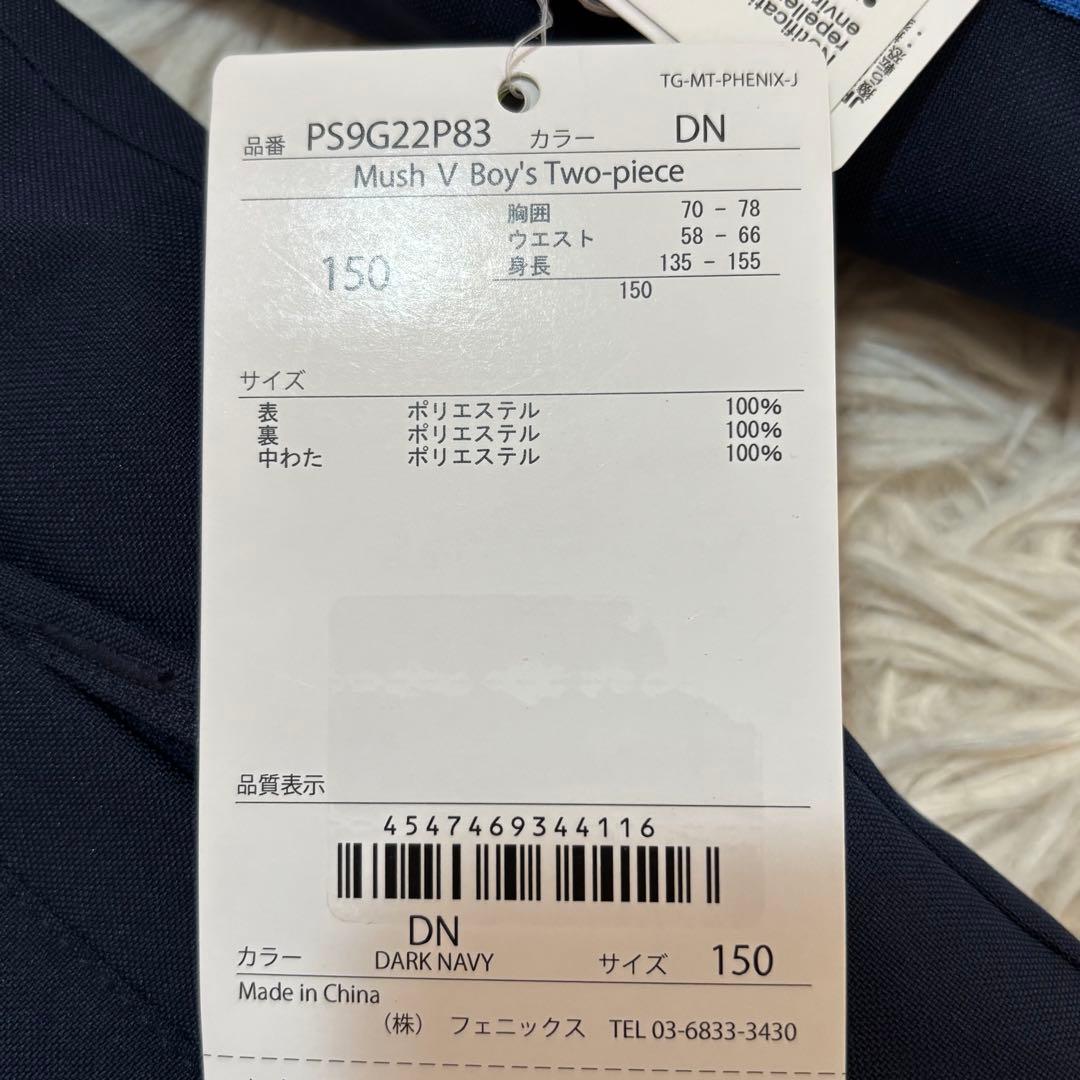 TG-MT-PHENIX-J
品番 PS9G22P83 カラー DN
Mush V Boy's Two-piece
胸囲 70 - 78
ウエスト 58 - 66
150
身長 135 - 155
150
サイズ
表 ポリエステル 100%
裏 ポリエステル 100%
中わた ポリエステル 100%
品質表示
4547469344116
DN
カラー DARK NAVY サイズ 150
Made in China
（株） フェニックス TEL 03-6833-3430